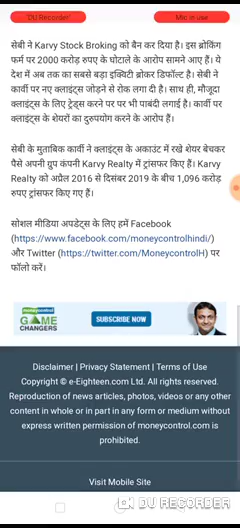 'DU Recorder'
Mic in use
सेबी ने Karvy Stock Broking को बैन कर दिया है। इस ब्रोकिंग
फर्म पर 2000 करोड़ रुपए के घोटाले के आरोप सामने आए हैं। ये
देश में अब तक का सबसे बड़ा इक्विटी ब्रोकर डिफॉल्ट है। सेबी ने
कार्वी पर नए क्लाइंट्स जोड़ने से रोक लगा दी है। साथ ही, मौजूदा
क्लाइंट्स के लिए ट्रेड्स करने पर पर भी पाबंदी लगाई है। कार्वी पर
क्लाइंट्स के शेयरों का दुरुपयोग करने के आरोप हैं।
सेबी के मुताबिक कार्वी ने क्लाइंट्स के अकाउंट में रखे शेयर बेचकर
पैसे अपनी ग्रुप कंपनी Karvy Realty में ट्रांसफर किए हैं। Karvy
Realty को अप्रैल 2016 से दिसंबर 2019 के बीच 1,096 करोड़
रुपए ट्रांसफर किए गए हैं।
सोशल मीडिया अपडेट्स के लिए हमें Facebook
(https://www.facebook.com/moneycontrolhindi/)
और Twitter (https://twitter.com/MoneycontrolH) पर
फॉलो करें।
moneycontrol
GAME
CHANGERS
SUBSCRIBE NOW
Disclaimer | Privacy Statement | Terms of Use
Copyright © e-Eighteen.com Ltd. All rights reserved.
Reproduction of news articles, photos, videos or any other
content in whole or in part in any form or medium without
express written permission of moneycontrol.com is
prohibited.
Visit Mobile Site
DU RECORDER